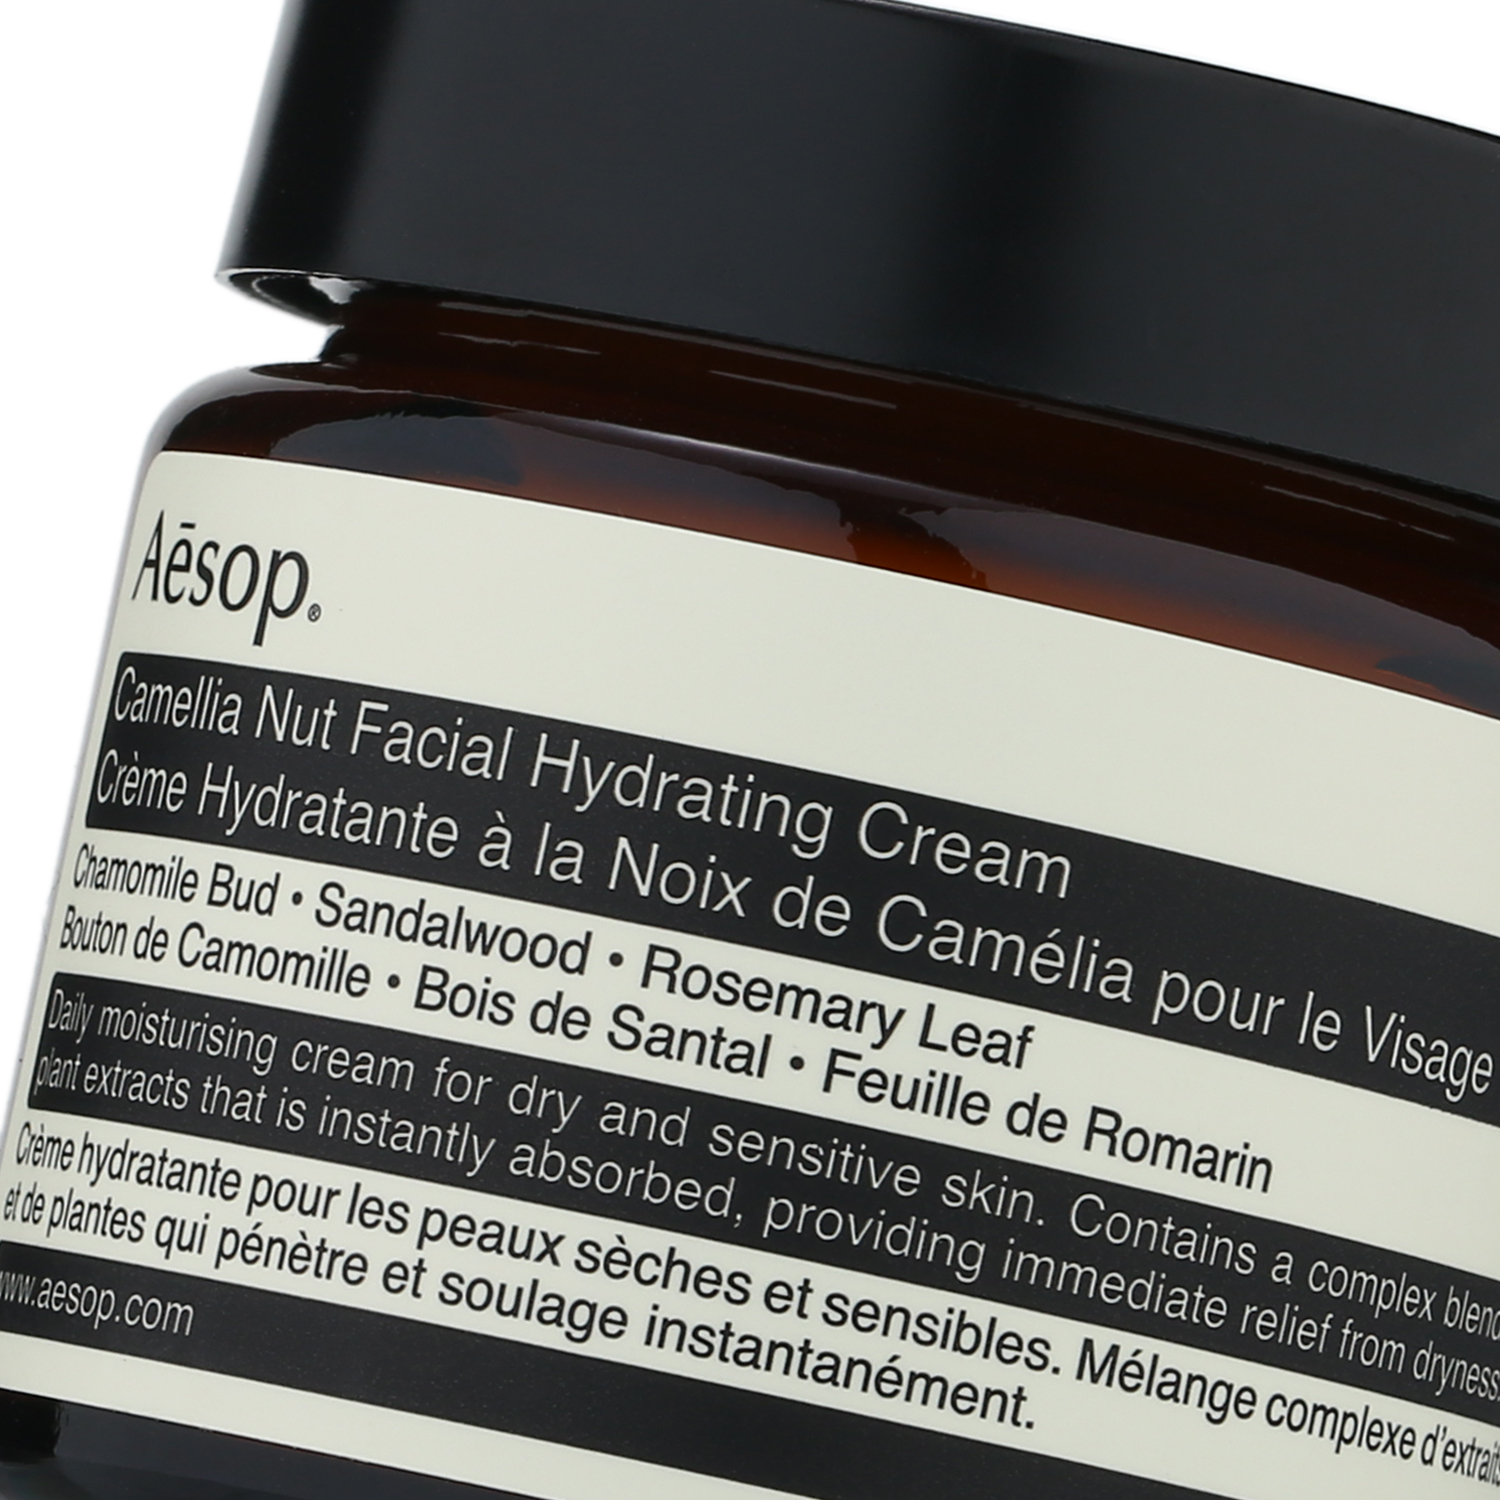 Aēsop®
Camellia Nut Facial Hydrating Cream
Crème Hydratante à la Noix de Camélia pour le Visage
Chamomile Bud • Sandalwood • Rosemary Leaf
Bouton de Camomille • Bois de Santal • Feuille de Romarin
Daily moisturising cream for dry and sensitive skin. Contains a complex blend
plant extracts that is instantly absorbed, providing immediate relief from dryness.
Crème hydratante pour les peaux sèches et sensibles. Mélange complexe d'extraits
et de plantes qui pénètre et soulage instantanément.
www.aesop.com